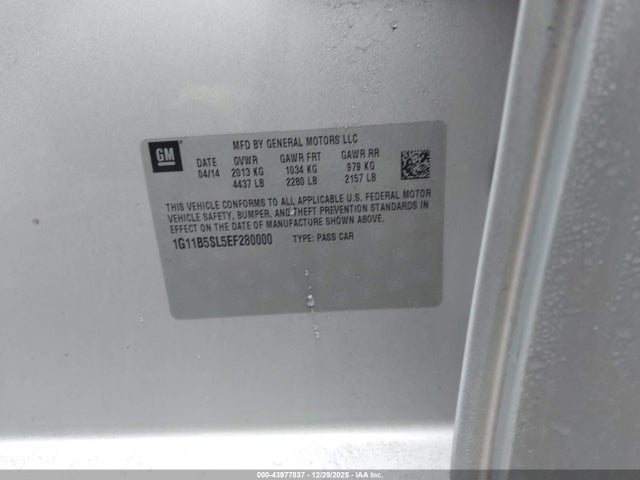 GM
MFD BY GENERAL MOTORS LLC
DATE GVWR GAWR FRT GAWR RR
04/14 2013 KG 1034 KG 979 KG
4437 LB 2280 LB 2157 LB
THIS VEHICLE CONFORMS TO ALL APPLICABLE U.S. FEDERAL MOTOR
VEHICLE SAFETY, BUMPER, AND THEFT PREVENTION STANDARDS IN
EFFECT ON THE DATE OF MANUFACTURE SHOWN ABOVE.
1G11B5SL5EF280000 TYPE: PASS CAR
000-43977837 - 12/29/2025 - IAA Inc.